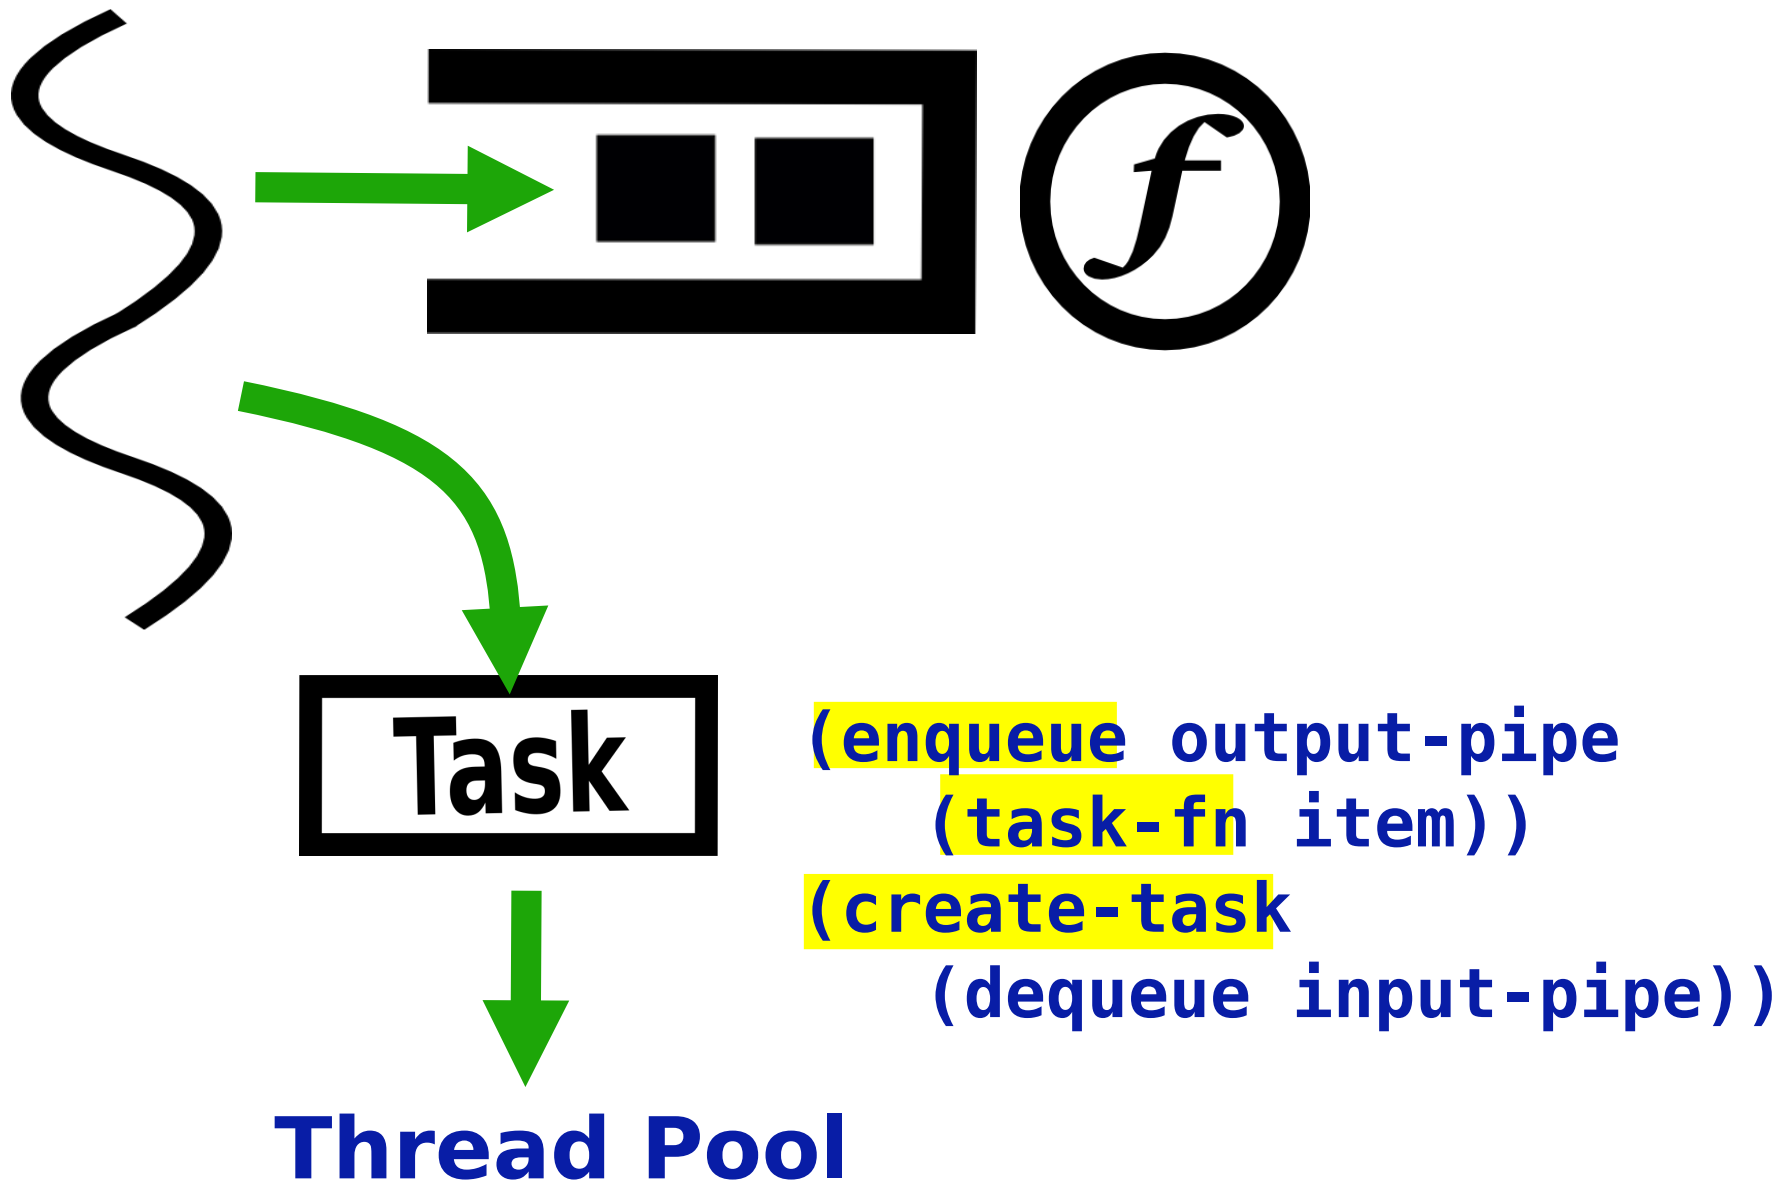 f
Task
(enqueue output-pipe
(task-fn item))
(create-task
(dequeue input-pipe))
Thread Pool